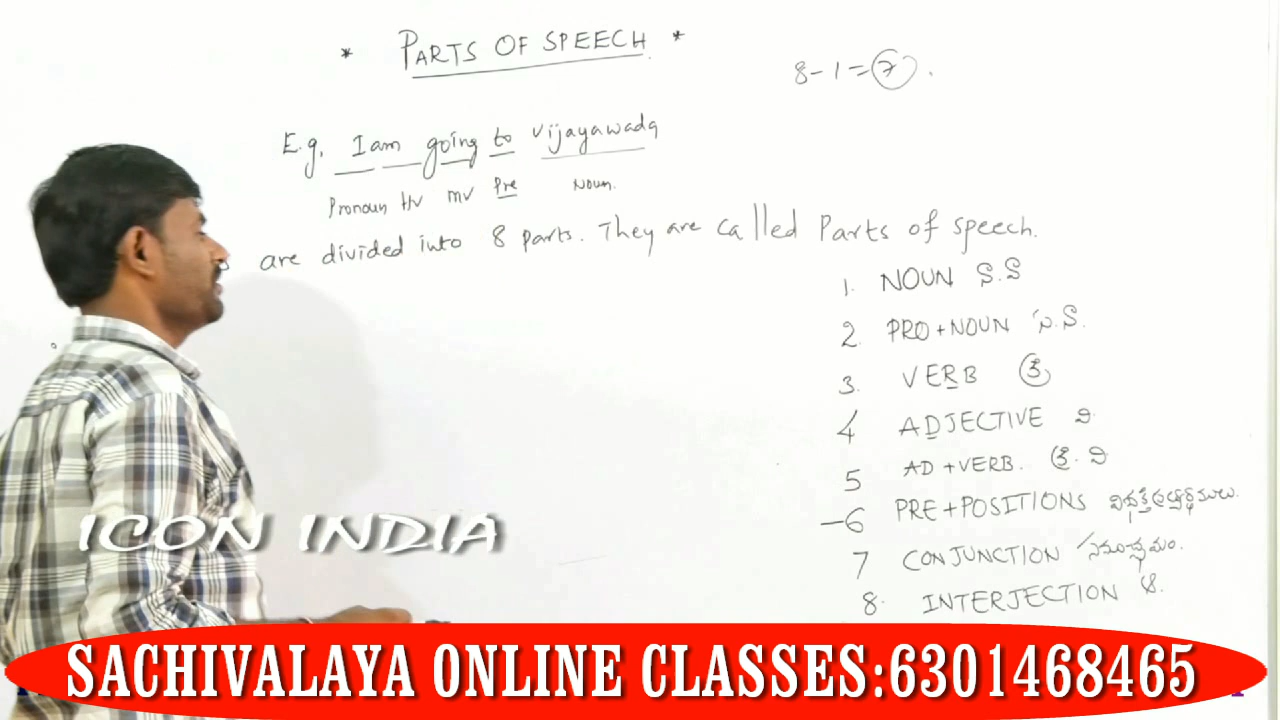 * PARTS OF SPEECH *
8-1=7.
E.g. I am going to Vijayawada
Pronoun HV MV Pre Noun.
are divided into 8 parts. They are called Parts of speech.
1. NOUN
2. PRO+NOUN
3. VERB క్రి
4 ADJECTIVE వి
5 AD+VERB. క్రి. వి
-6 PRE+POSITIONS
7 CONJUNCTION
8. INTERJECTION
ICON INDIA
SACHIVALAYA ONLINE CLASSES:6301468465